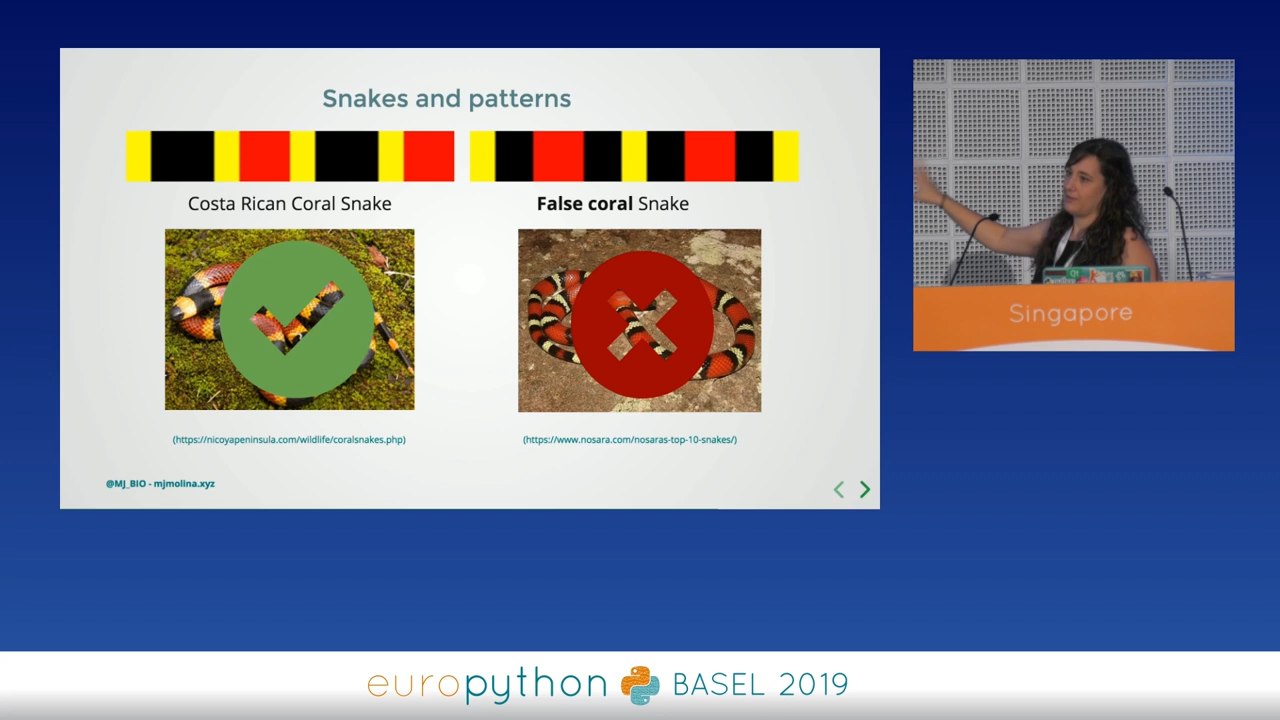 Snakes and patterns
Costa Rican Coral Snake
False coral Snake
(https://nicoyapeninsula.com/wildlife/coralsnakes.php)
(https://www.nosara.com/nosaras-top-10-snakes/)
@MJ_BIO - mjmolina.xyz
Singapore
europython BASEL 2019